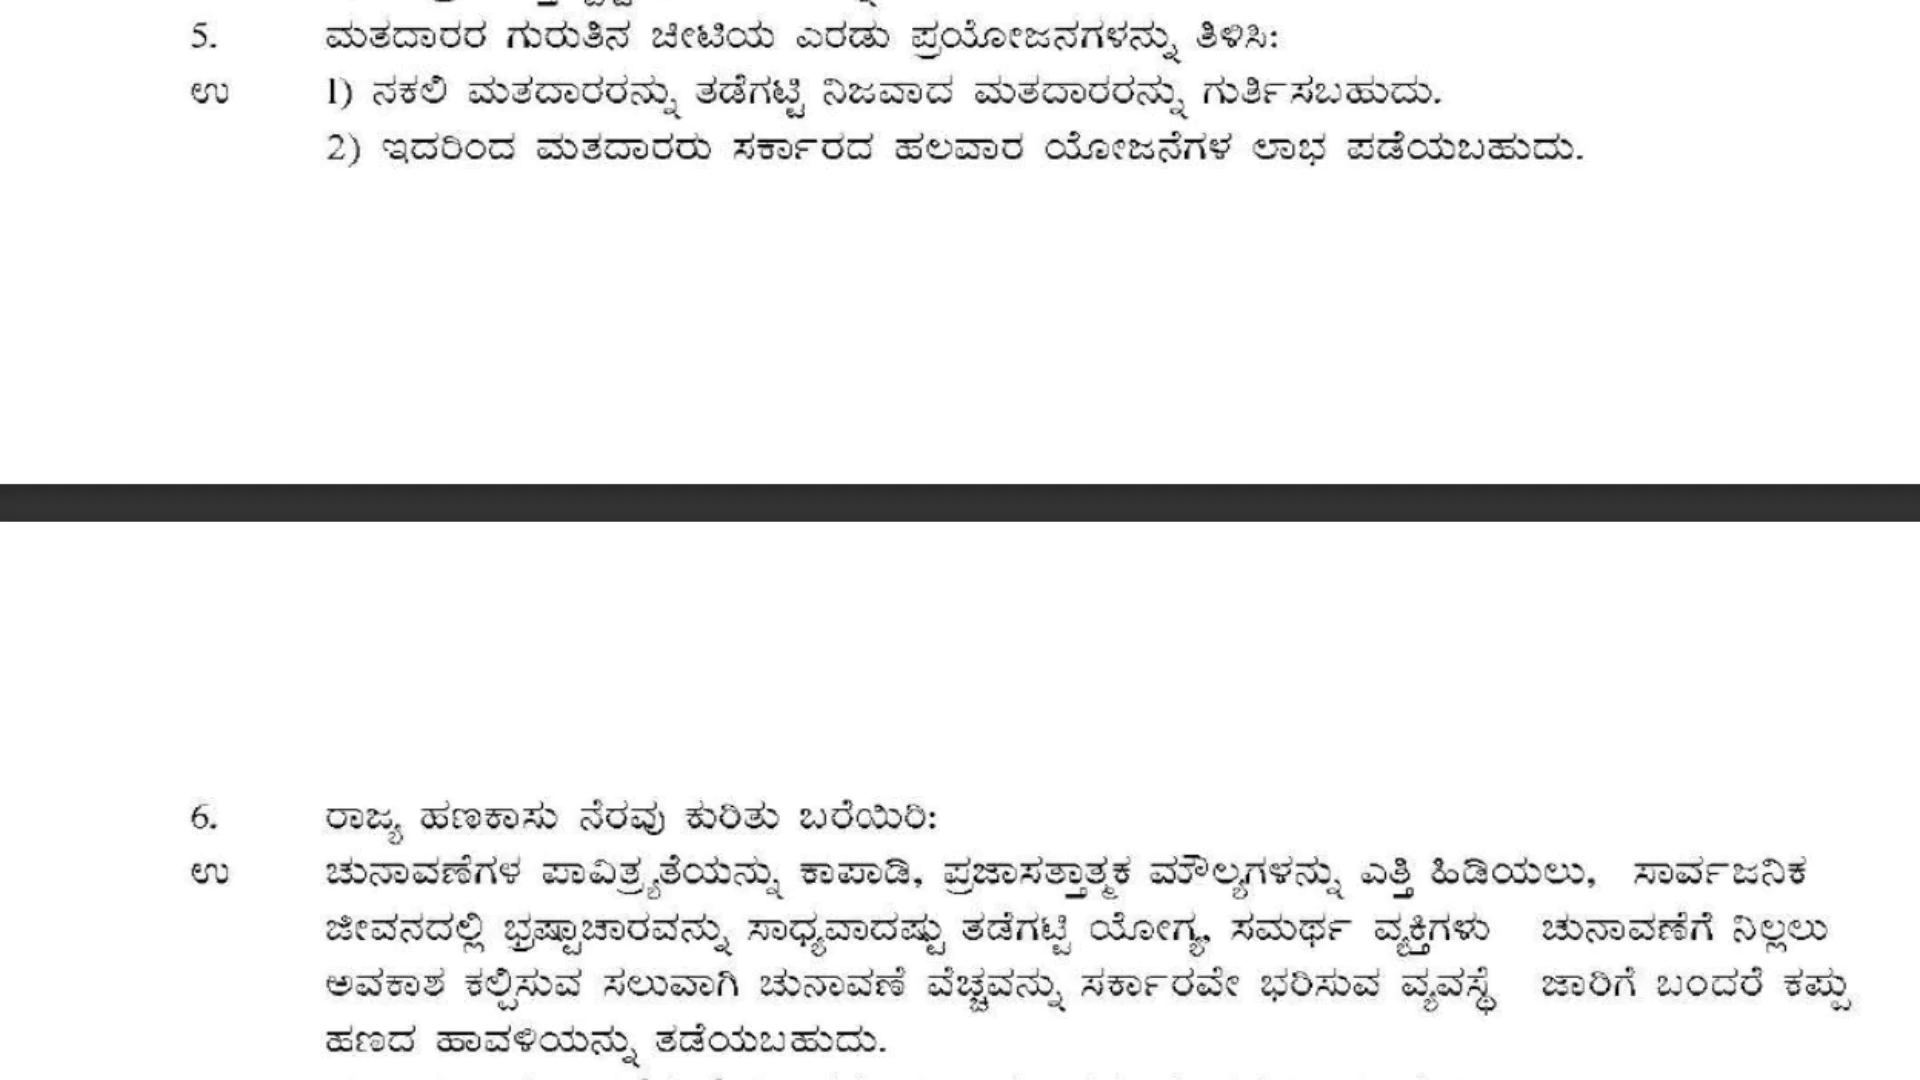 5. ಮತದಾರರ ಗುರುತಿನ ಚೀಟಿಯ ಎರಡು ಪ್ರಯೋಜನಗಳನ್ನು ತಿಳಿಸಿ:
ಉ 1) ನಕಲಿ ಮತದಾರರನ್ನು ತಡೆಗಟ್ಟಿ ನಿಜವಾದ ಮತದಾರರನ್ನು ಗುರ್ತಿಸಬಹುದು.
2) ಇದರಿಂದ ಮತದಾರರು ಸರ್ಕಾರದ ಹಲವಾರ ಯೋಜನೆಗಳ ಲಾಭ ಪಡೆಯಬಹುದು.
6. ರಾಜ್ಯ ಹಣಕಾಸು ನೆರವು ಕುರಿತು ಬರೆಯಿರಿ:
ಉ ಚುನಾವಣೆಗಳ ಪಾವಿತ್ರ್ಯತೆಯನ್ನು ಕಾಪಾಡಿ, ಪ್ರಜಾಸತ್ತಾತ್ಮಕ ಮೌಲ್ಯಗಳನ್ನು ಎತ್ತಿ ಹಿಡಿಯಲು, ಸಾರ್ವಜನಿಕ
ಜೀವನದಲ್ಲಿ ಭ್ರಷ್ಟಾಚಾರವನ್ನು ಸಾಧ್ಯವಾದಷ್ಟು ತಡೆಗಟ್ಟಿ ಯೋಗ್ಯ, ಸಮರ್ಥ ವ್ಯಕ್ತಿಗಳು ಚುನಾವಣೆಗೆ ನಿಲ್ಲಲು
ಅವಕಾಶ ಕಲ್ಪಿಸುವ ಸಲುವಾಗಿ ಚುನಾವಣೆ ವೆಚ್ಚವನ್ನು ಸರ್ಕಾರವೇ ಭರಿಸುವ ವ್ಯವಸ್ಥೆ ಜಾರಿಗೆ ಬಂದರೆ ಕಪ್ಪು
ಹಣದ ಹಾವಳಿಯನ್ನು ತಡೆಯಬಹುದು.